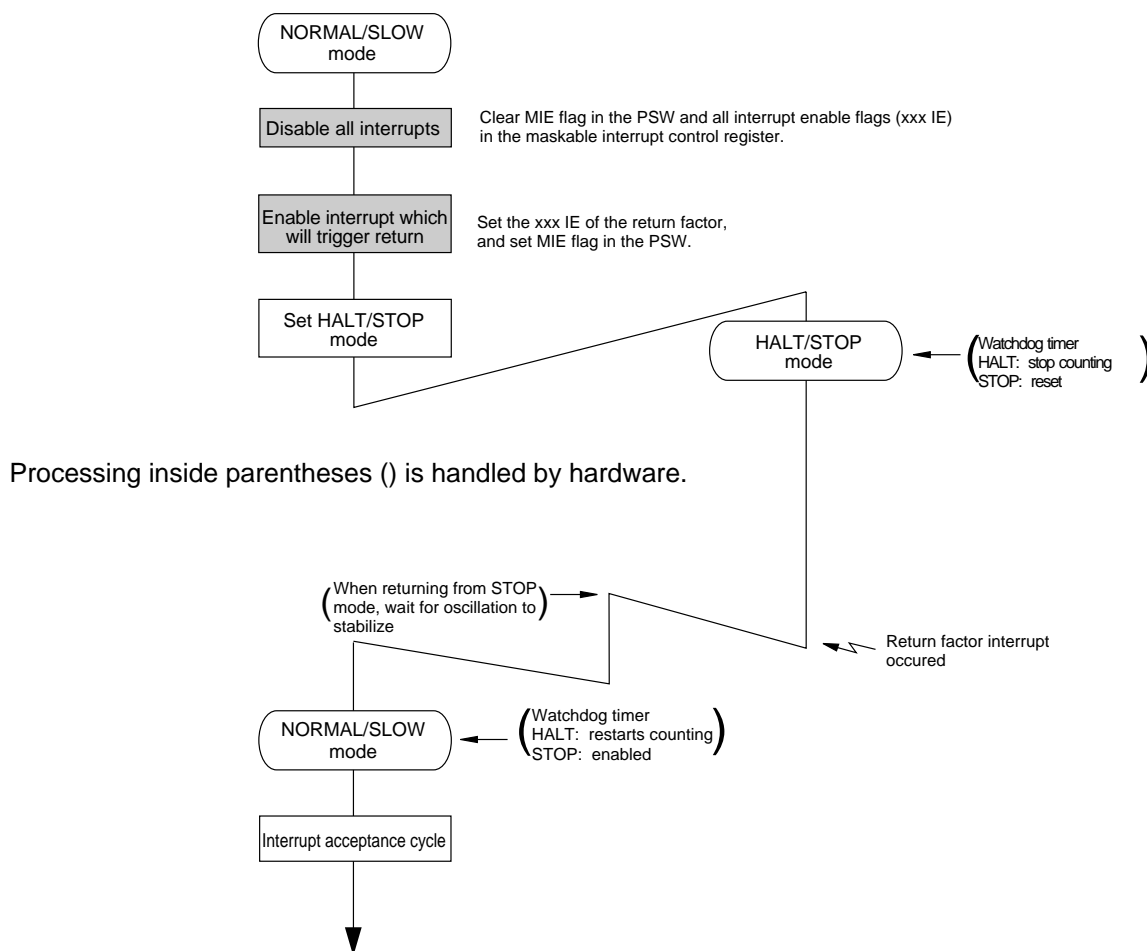 NORMAL/SLOW
mode
Disable all interrupts
Clear MIE flag in the PSW and all interrupt enable flags (xxx IE)
in the maskable interrupt control register.
Enable interrupt which
will trigger return
Set the xxx IE of the return factor,
and set MIE flag in the PSW.
Set HALT/STOP
mode
HALT/STOP
mode
(Watchdog timer
HALT: stop counting
STOP: reset)
Processing inside parentheses () is handled by hardware.
(When returning from STOP
mode, wait for oscillation to
stabilize)
Return factor interrupt
occured
NORMAL/SLOW
mode
(Watchdog timer
HALT: restarts counting
STOP: enabled)
Interrupt acceptance cycle